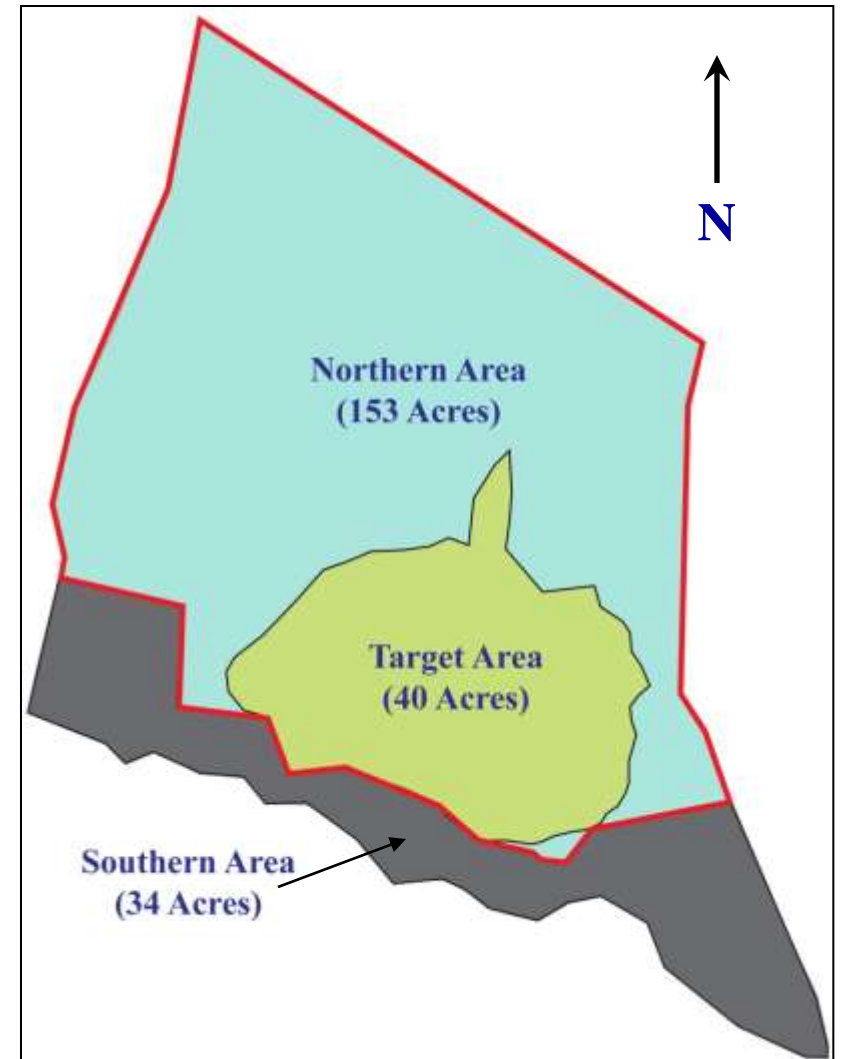 N
Northern Area
(153 Acres)
Target Area
(40 Acres)
Southern Area
(34 Acres)